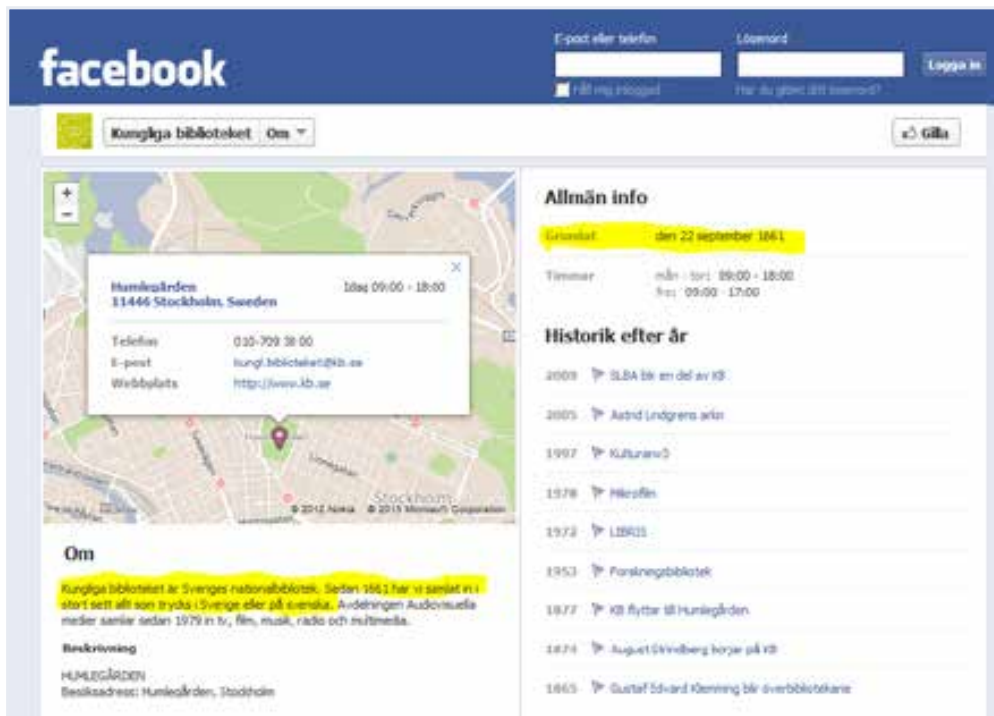 facebook
E-post eller telefon
Lösenord
Logga in
Håll mig inloggad
Har du glömt ditt lösenord?
Kungliga biblioteket
Om
Gilla
+
−
Humlegården
11446 Stockholm, Sweden
Idag 09:00 - 18:00
Telefon 010-709 30 00
E-post kungl.biblioteket@kb.se
Webbplats http://www.kb.se
Stockholm
© 2012 Nokia © 2013 Microsoft Corporation
Om
Kungliga biblioteket är Sveriges nationalbibliotek. Sedan 1661 har vi samlat in i
stort sett allt som trycks i Sverige eller på svenska. Avdelningen Audiovisuella
medier samlar sedan 1979 in tv, film, musik, radio och multimedia.
Beskrivning
HUMLEGÅRDEN
Besöksadress: Humlegården, Stockholm
Allmän info
Grundat den 22 september 1661
Timmar mån - tors: 09:00 - 18:00
fre: 09:00 - 17:00
Historik efter år
2009 SLBA blir en del av KB
2005 Astrid Lindgrens arkiv
1997 Kulturarw3
1978 Mikrofilm
1972 LIBRIS
1953 Forskningsbibliotek
1877 KB flyttar till Humlegården
1874 August Strindberg börjar på KB
1865 Gustaf Edvard Klemming blir överbibliotekarie